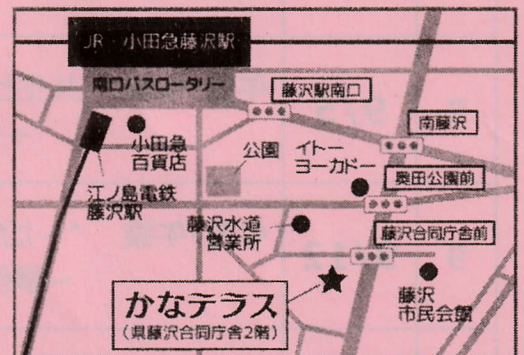 JR・小田急藤沢駅
南口バスロータリー
藤沢駅南口
南藤沢
小田急
百貨店
公園
イトー
ヨーカドー
奥田公園前
江ノ島電鉄
藤沢駅
藤沢水道
営業所
藤沢合同庁舎前
かなテラス
(県藤沢合同庁舎2階)
藤沢
市民会館